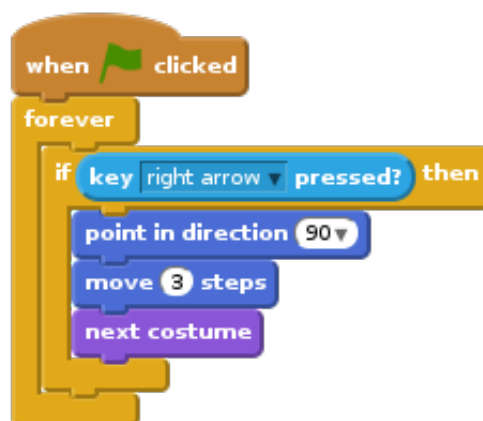 when clicked
forever
if key right arrow pressed? then
point in direction 90
move 3 steps
next costume